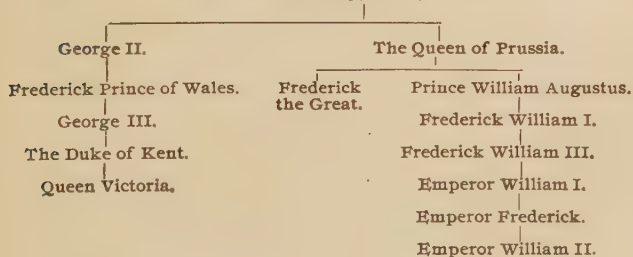 George II.
The Queen of Prussia.
Frederick Prince of Wales.
Frederick
the Great.
Prince William Augustus.
George III.
Frederick William I.
The Duke of Kent.
Frederick William III.
Queen Victoria.
Emperor William I.
Emperor Frederick.
Emperor William II.